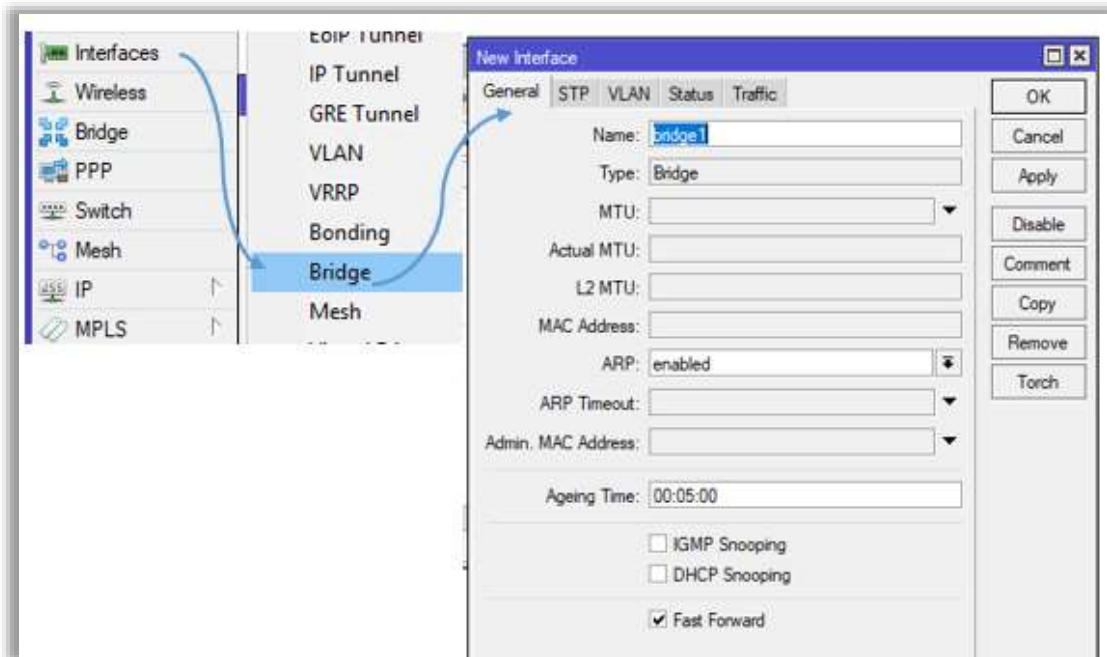 Interfaces
Wireless
Bridge
PPP
Switch
Mesh
IP
MPLS
EoIP Tunnel
IP Tunnel
GRE Tunnel
VLAN
VRRP
Bonding
Bridge
Mesh
New Interface
General STP VLAN Status Traffic
Name: bridge1
Type: Bridge
MTU:
Actual MTU:
L2 MTU:
MAC Address:
ARP: enabled
ARP Timeout:
Admin. MAC Address:
Ageing Time: 00:05:00
IGMP Snooping
DHCP Snooping
Fast Forward
OK
Cancel
Apply
Disable
Comment
Copy
Remove
Torch